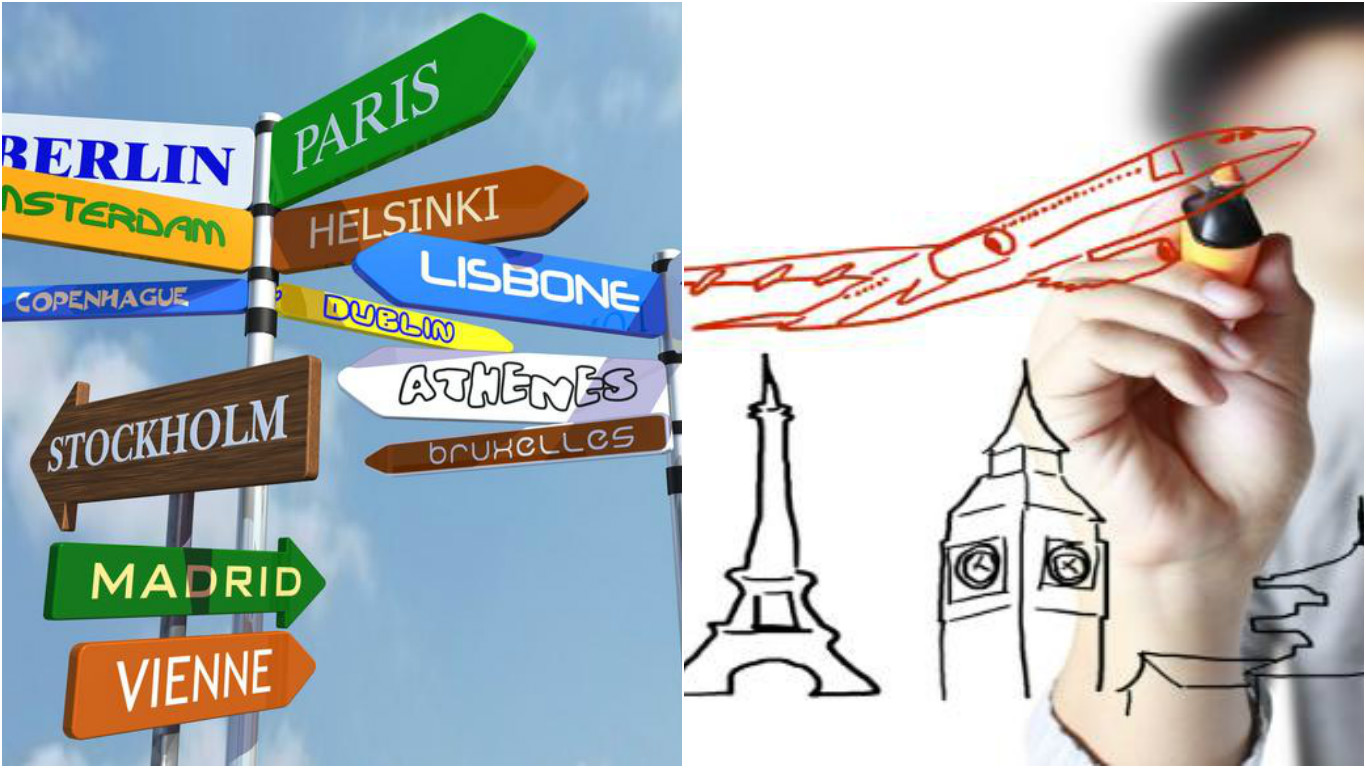 BERLIN
PARIS
MSTERDAM
HELSINKI
LISBONE
COPENHAGUE
DUBLIN
ATHENES
bruxelles
STOCKHOLM
MADRID
VIENNE